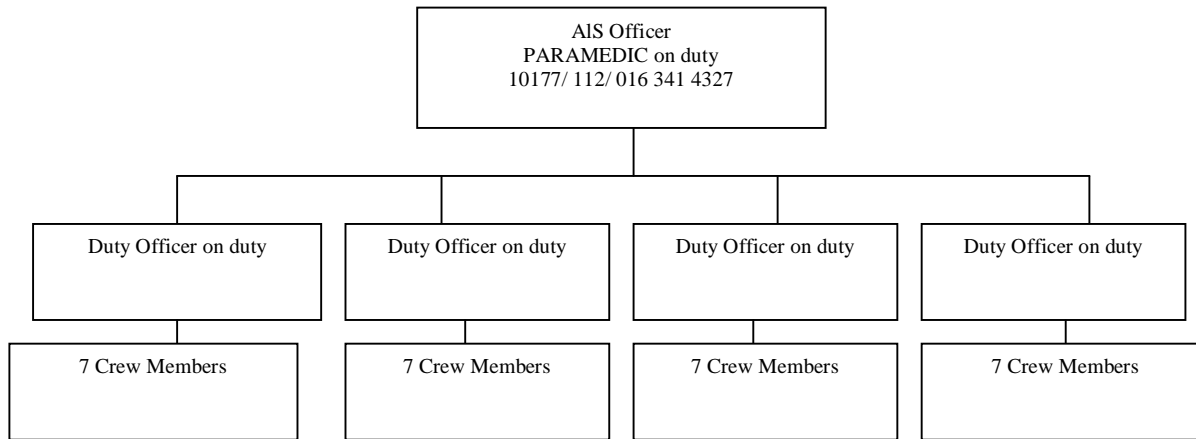 AlS Officer
PARAMEDIC on duty
10177/ 112/ 016 341 4327
Duty Officer on duty
Duty Officer on duty
Duty Officer on duty
Duty Officer on duty
7 Crew Members
7 Crew Members
7 Crew Members
7 Crew Members